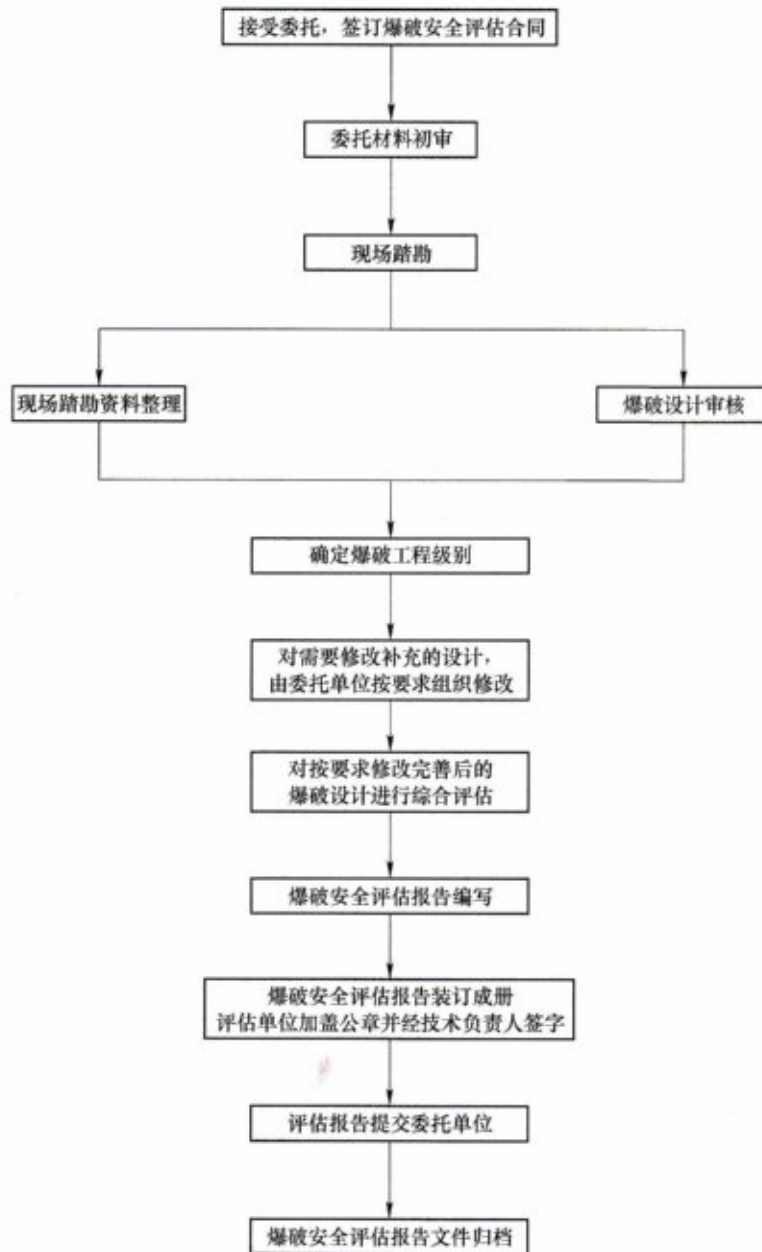 接受委托，签订爆破安全评估合同
委托材料初审
现场踏勘
现场踏勘资料整理
爆破设计审核
确定爆破工程级别
对需要修改补充的设计，
由委托单位按要求组织修改
对按要求修改完善后的
爆破设计进行综合评估
爆破安全评估报告编写
爆破安全评估报告装订成册
评估单位加盖公章并经技术负责人签字
评估报告提交委托单位
爆破安全评估报告文件归档